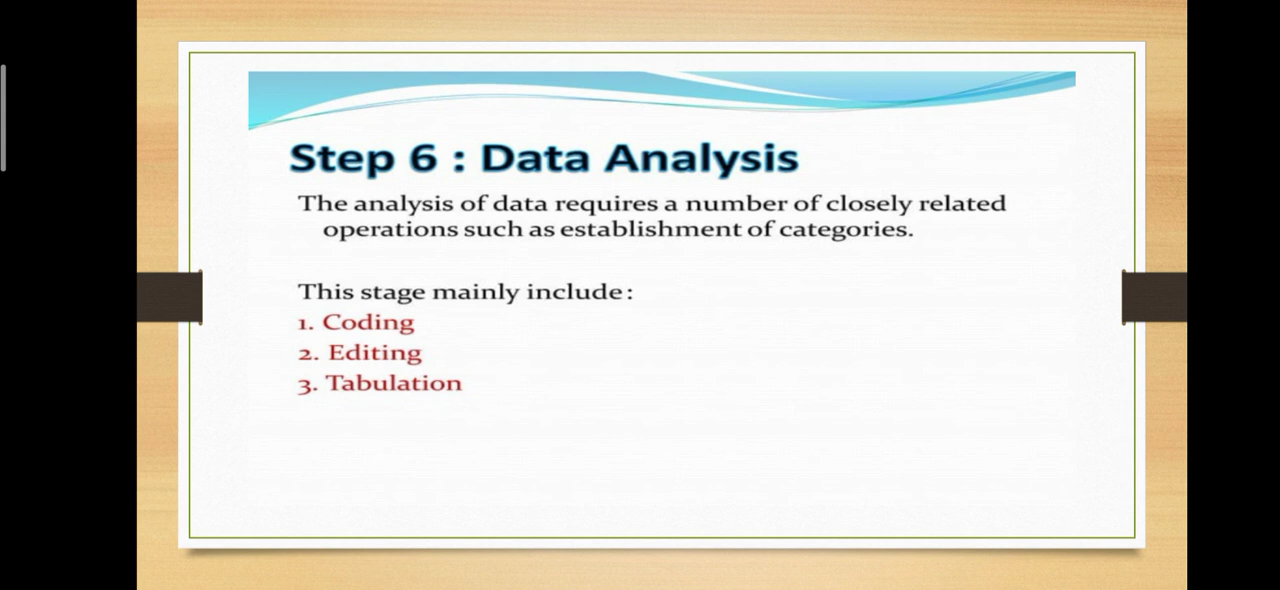 Step 6 : Data Analysis
The analysis of data requires a number of closely related
operations such as establishment of categories.
This stage mainly include:
1. Coding
2. Editing
3. Tabulation